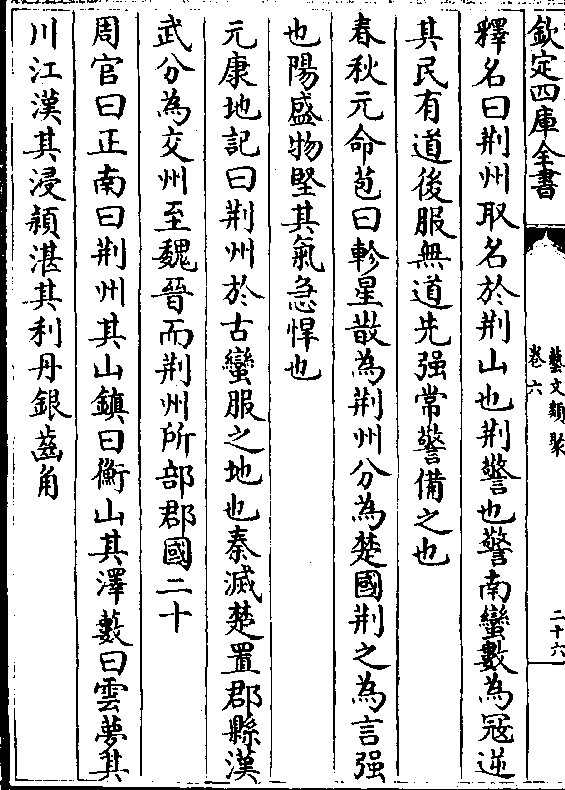 欽定四庫全書
藝文類聚
卷六
二十六
釋名曰荆州取名於荆山也荆警也警南蠻數為冦逆
其民有道後服無道先强常警備之也
春秋元命苞曰軫星散為荆州分為楚國荆之為言强
也陽盛物堅其氣急悍也
元康地記曰荆州於古蠻服之地也秦滅楚置郡縣漢
武分為交州至魏晉而荆州所部郡國二十
周官曰正南曰荆州其山鎮曰衡山其澤藪曰雲夢其
川江漢其浸潁湛其利丹銀齒角